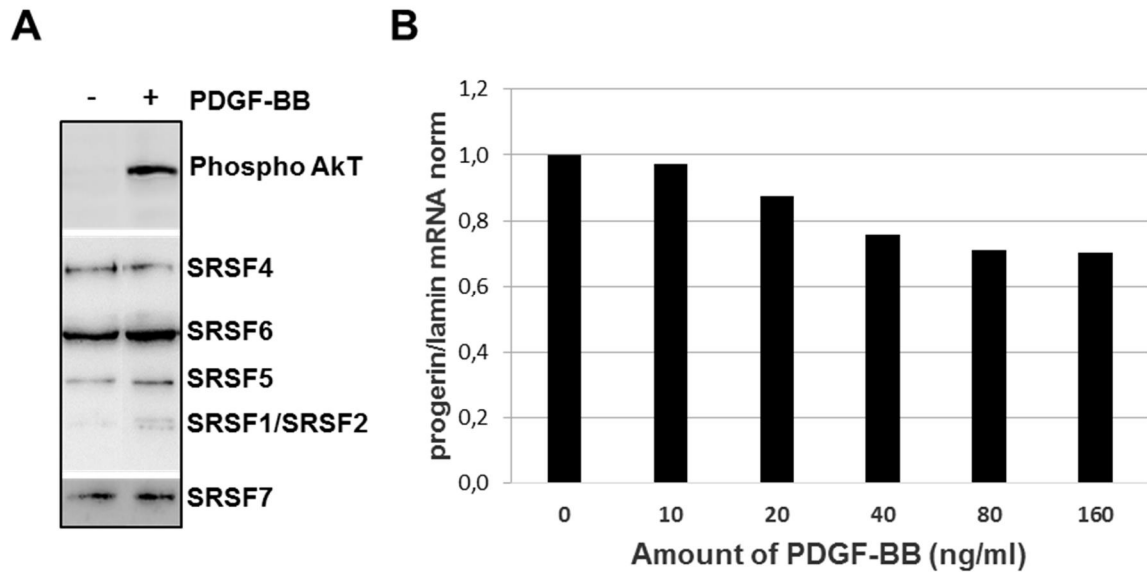 A
- + PDGF-BB
Phospho AkT
SRSF4
SRSF6
SRSF5
SRSF1/SRSF2
SRSF7
B
progerin/lamin mRNA norm
1,2
1,0
0,8
0,6
0,4
0,2
0,0
0 10 20 40 80 160
Amount of PDGF-BB (ng/ml)